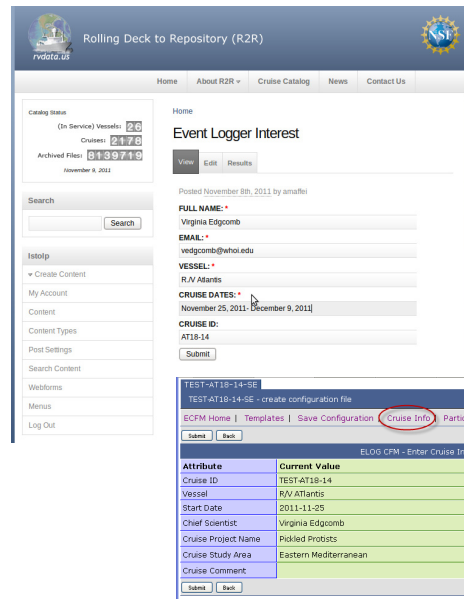 Rolling Deck to Repository (R2R)
rvdata.us
NSF
Home About R2R Cruise Catalog News Contact Us
Catalog Status
(In Service) Vessels: 26
Cruises: 2178
Archived Files: 8139719
November 9, 2011
Search
Search
lstolp
Create Content
My Account
Content
Content Types
Post Settings
Search Content
Webforms
Menus
Log Out
Home
Event Logger Interest
View Edit Results
Posted November 8th, 2011 by amaffei
FULL NAME: *
Virginia Edgcomb
EMAIL: *
vedgcomb@whoi.edu
VESSEL: *
R./V Atlantis
CRUISE DATES: *
November 25, 2011- December 9, 2011
CRUISE ID:
AT18-14
Submit
TEST-AT18-14-SE
TEST-AT18-14-SE - create configuration file
ECFM Home | Templates | Save Configuration | Cruise Info | Partic
Submit Back
ELOG CFM - Enter Cruise In
Attribute Current Value
Cruise ID TEST-AT18-14
Vessel R/V ATlantis
Start Date 2011-11-25
Chief Scientist Virginia Edgcomb
Cruise Project Name Pickled Protists
Cruise Study Area Eastern Mediterranean
Cruise Comment
Submit Back